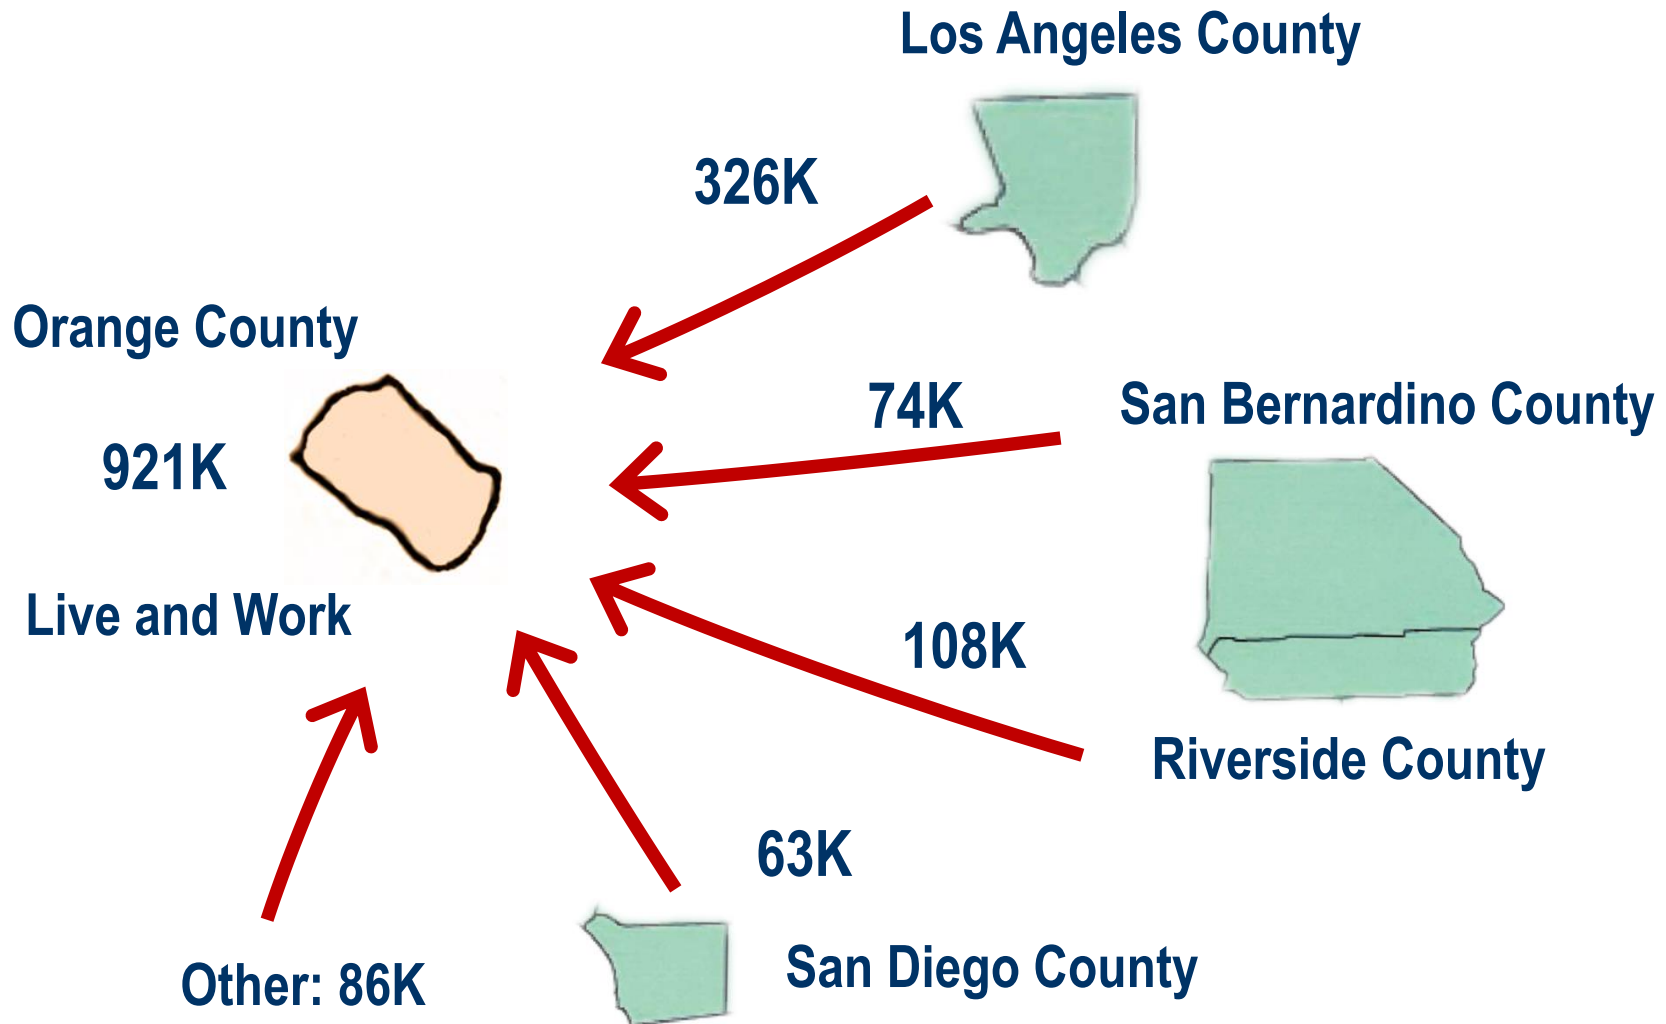 Los Angeles County
326K
Orange County
74K
San Bernardino County
921K
Live and Work
108K
Riverside County
63K
San Diego County
Other: 86K